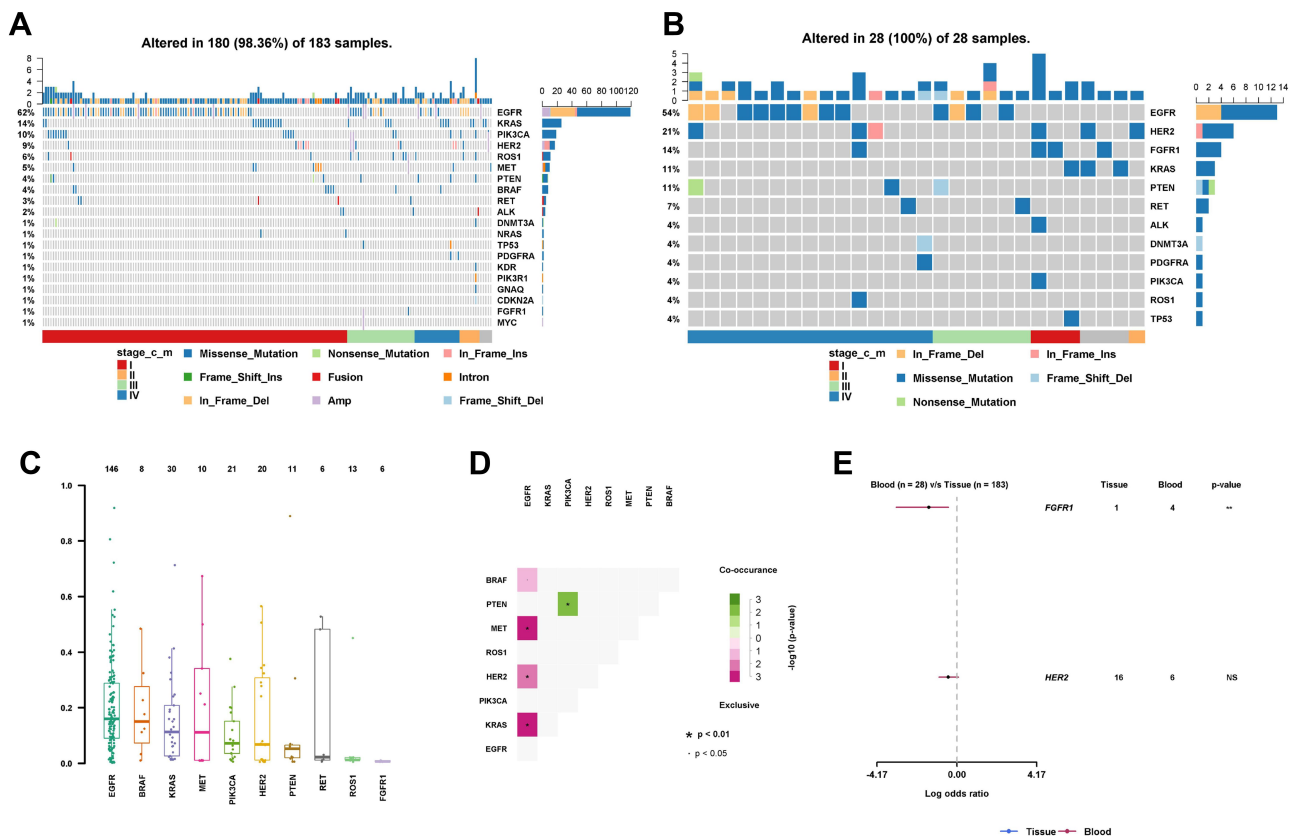 A
Altered in 180 (98.36%) of 183 samples.
8
6
4
2
0
0 20 40 60 80 100 120
62% EGFR
14% KRAS
10% PIK3CA
9% HER2
6% ROS1
5% MET
4% PTEN
4% BRAF
3% RET
2% ALK
1% DNMT3A
1% NRAS
1% TP53
1% PDGFRA
1% KDR
1% PIK3R1
1% GNAQ
1% CDKN2A
1% FGFR1
1% MYC
stage_c_m
I
II
III
IV
Missense_Mutation
Nonsense_Mutation
In_Frame_Ins
Frame_Shift_Ins
Fusion
Intron
In_Frame_Del
Amp
Frame_Shift_Del
B
Altered in 28 (100%) of 28 samples.
5
4
3
2
1
0
0 2 4 6 8 10 12 14
54% EGFR
21% HER2
14% FGFR1
11% KRAS
11% PTEN
7% RET
4% ALK
4% DNMT3A
4% PDGFRA
4% PIK3CA
4% ROS1
4% TP53
stage_c_m
I
II
III
IV
In_Frame_Del
In_Frame_Ins
Missense_Mutation
Frame_Shift_Del
Nonsense_Mutation
C
146 8 30 10 21 20 11 6 13 6
1.0
0.8
0.6
0.4
0.2
0.0
EGFR BRAF KRAS MET PIK3CA HER2 PTEN RET ROS1 FGFR1
D
EGFR KRAS PIK3CA HER2 ROS1 MET PTEN BRAF
BRAF
PTEN
MET
ROS1
HER2
PIK3CA
KRAS
EGFR
Co-occurance
3
2
1
0
1
2
3
-log10 (p-value)
Exclusive
* p < 0.01
- p < 0.05
E
Blood (n = 28) v/s Tissue (n = 183) Tissue Blood p-value
FGFR1 1 4 **
HER2 16 6 NS
-4.17 0.00 4.17
Log odds ratio
Tissue Blood